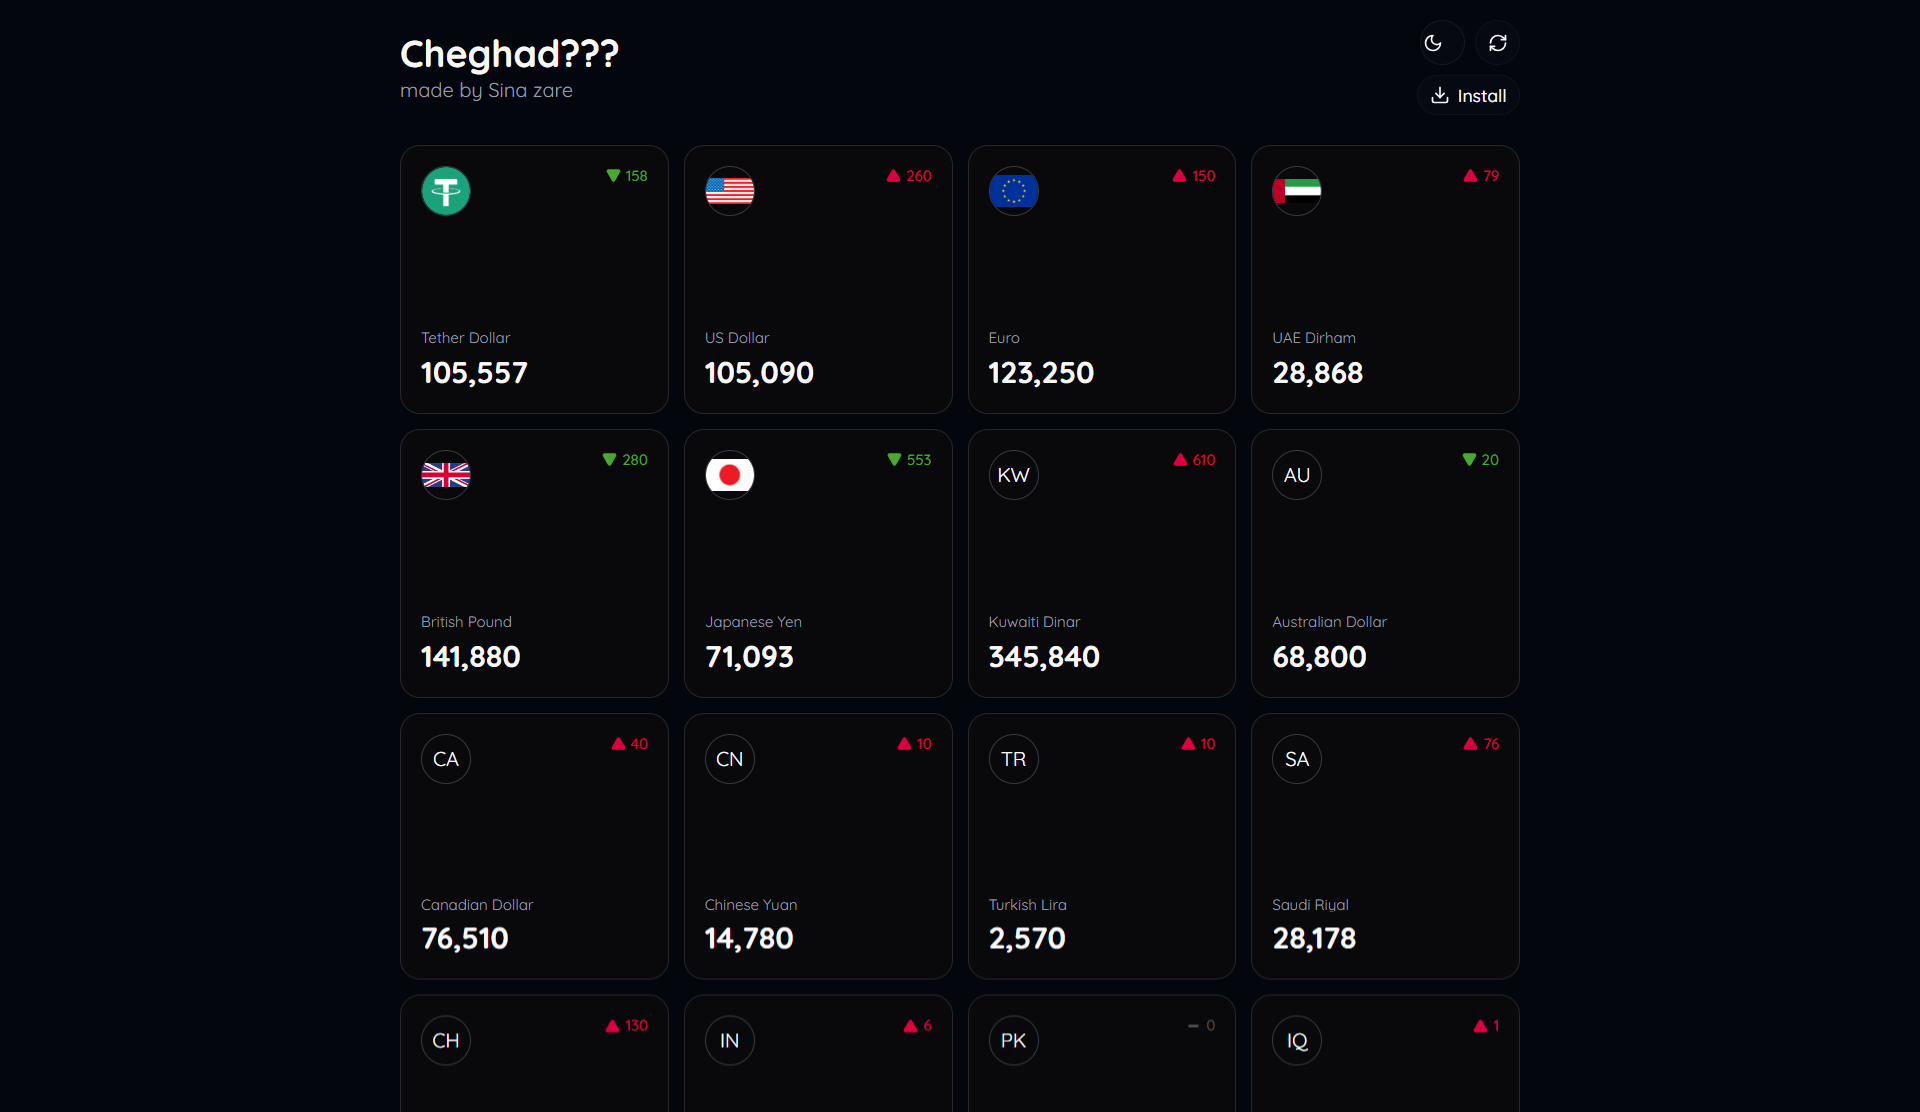 Cheghad???
made by Sina zare
Install
158
260
150
79
Tether Dollar
US Dollar
Euro
UAE Dirham
105,557
105,090
123,250
28,868
280
553
KW
610
AU
20
British Pound
Japanese Yen
Kuwaiti Dinar
Australian Dollar
141,880
71,093
345,840
68,800
CA
40
CN
10
TR
10
SA
76
Canadian Dollar
Chinese Yuan
Turkish Lira
Saudi Riyal
76,510
14,780
2,570
28,178
CH
130
IN
6
PK
0
IQ
1